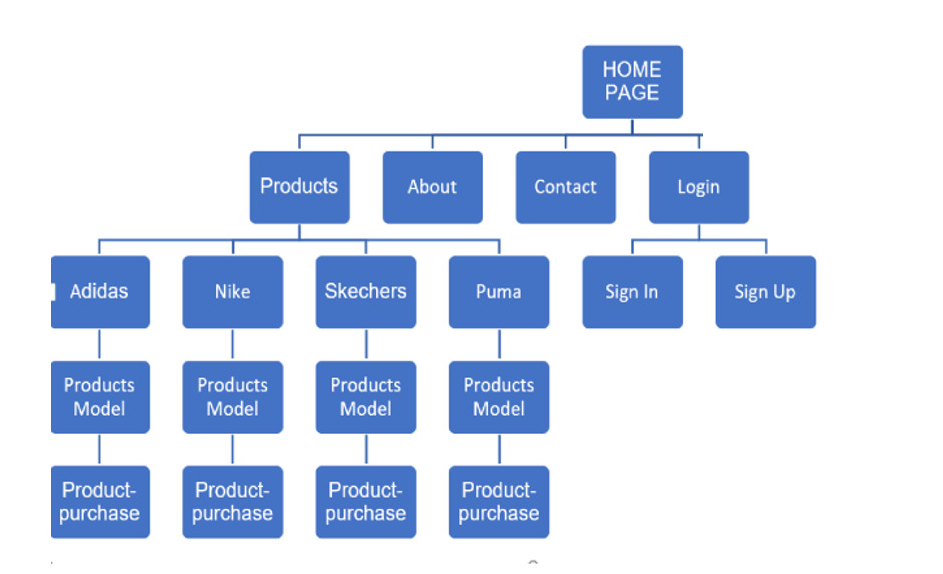 HOME
PAGE
Products
About
Contact
Login
Adidas
Nike
Skechers
Puma
Sign In
Sign Up
Products
Model
Products
Model
Products
Model
Products
Model
Product-
purchase
Product-
purchase
Product-
purchase
Product-
purchase